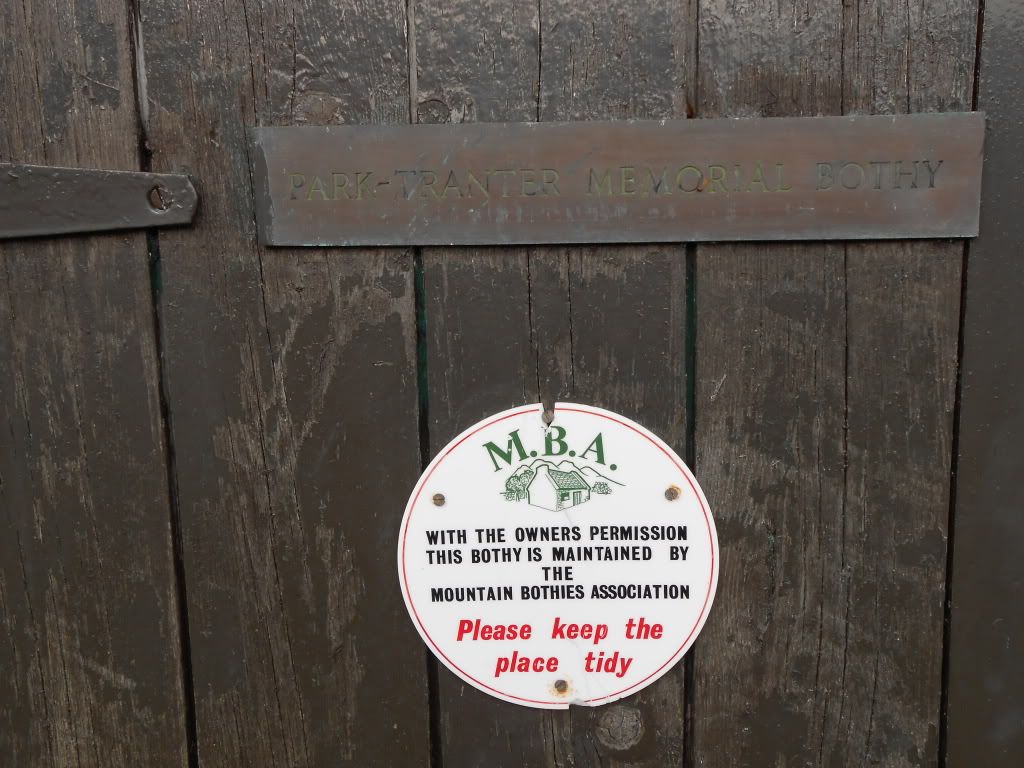 PARK-TRANTER MEMORIAL BOTHY
M.B.A.
WITH THE OWNERS PERMISSION
THIS BOTHY IS MAINTAINED BY
THE
MOUNTAIN BOTHIES ASSOCIATION
Please keep the
place tidy